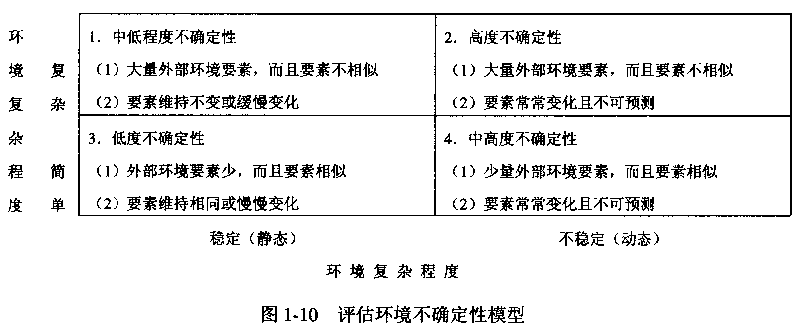 环境复杂程度
复杂
简单
1. 中低程度不确定性
(1) 大量外部环境要素，而且要素不相似
(2) 要素维持不变或缓慢变化
2. 高度不确定性
(1) 大量外部环境要素，而且要素不相似
(2) 要素常常变化且不可预测
3. 低度不确定性
(1) 外部环境要素少，而且要素相似
(2) 要素维持相同或慢慢变化
4. 中高度不确定性
(1) 少量外部环境要素，而且要素相似
(2) 要素常常变化且不可预测
稳定（静态）
不稳定（动态）
环境复杂程度
图 1-10 评估环境不确定性模型